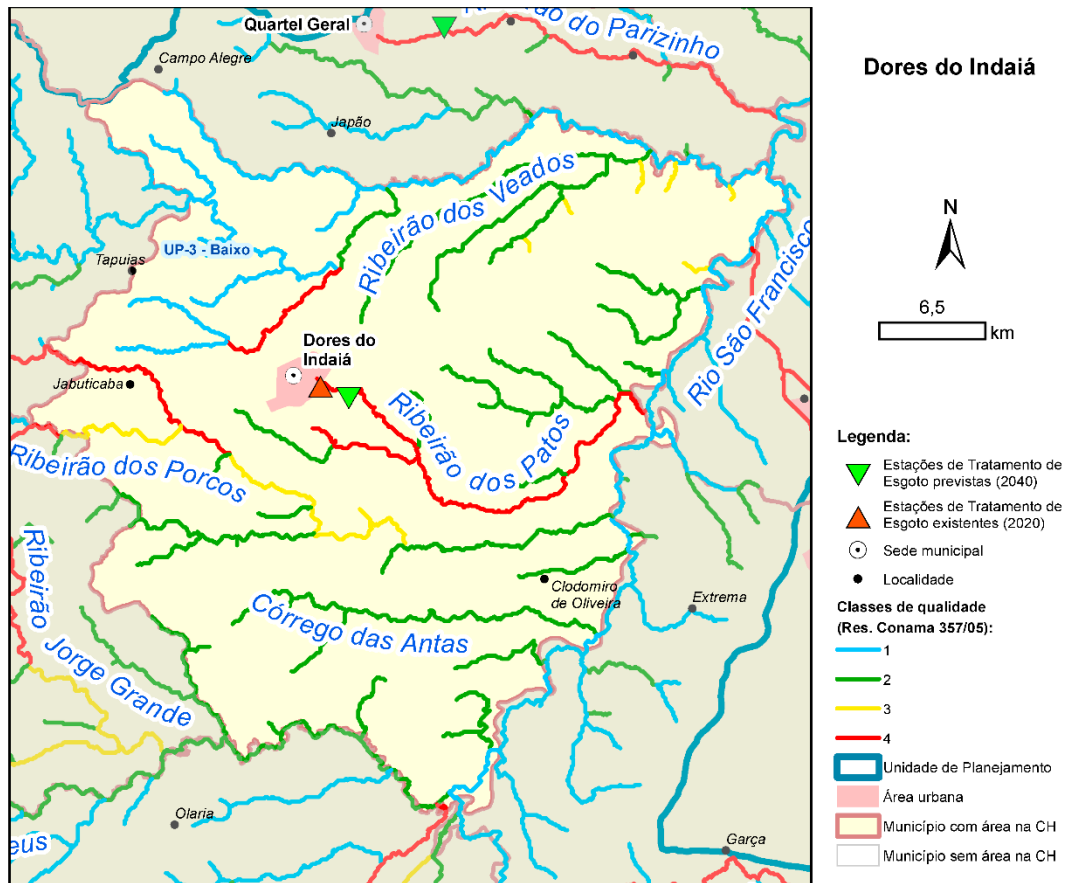 Quartel Geral
do Parizinho
Campo Alegre
Japão
Ribeirão dos Veados
UP-3 - Baixo
Tapuias
Rio São Francisco
Dores do
Indaiá
Jabuticaba
Ribeirão dos Patos
Ribeirão dos Porcos
Ribeirão
Jorge Grande
Clodomiro
de Oliveira
Extrema
Córrego das Antas
Olaria
eus
Garça
Dores do Indaiá
N
6,5
km
Legenda:
Estações de Tratamento de
Esgoto previstas (2040)
Estações de Tratamento de
Esgoto existentes (2020)
Sede municipal
Localidade
Classes de qualidade
(Res. Conama 357/05):
1
2
3
4
Unidade de Planejamento
Área urbana
Município com área na CH
Município sem área na CH